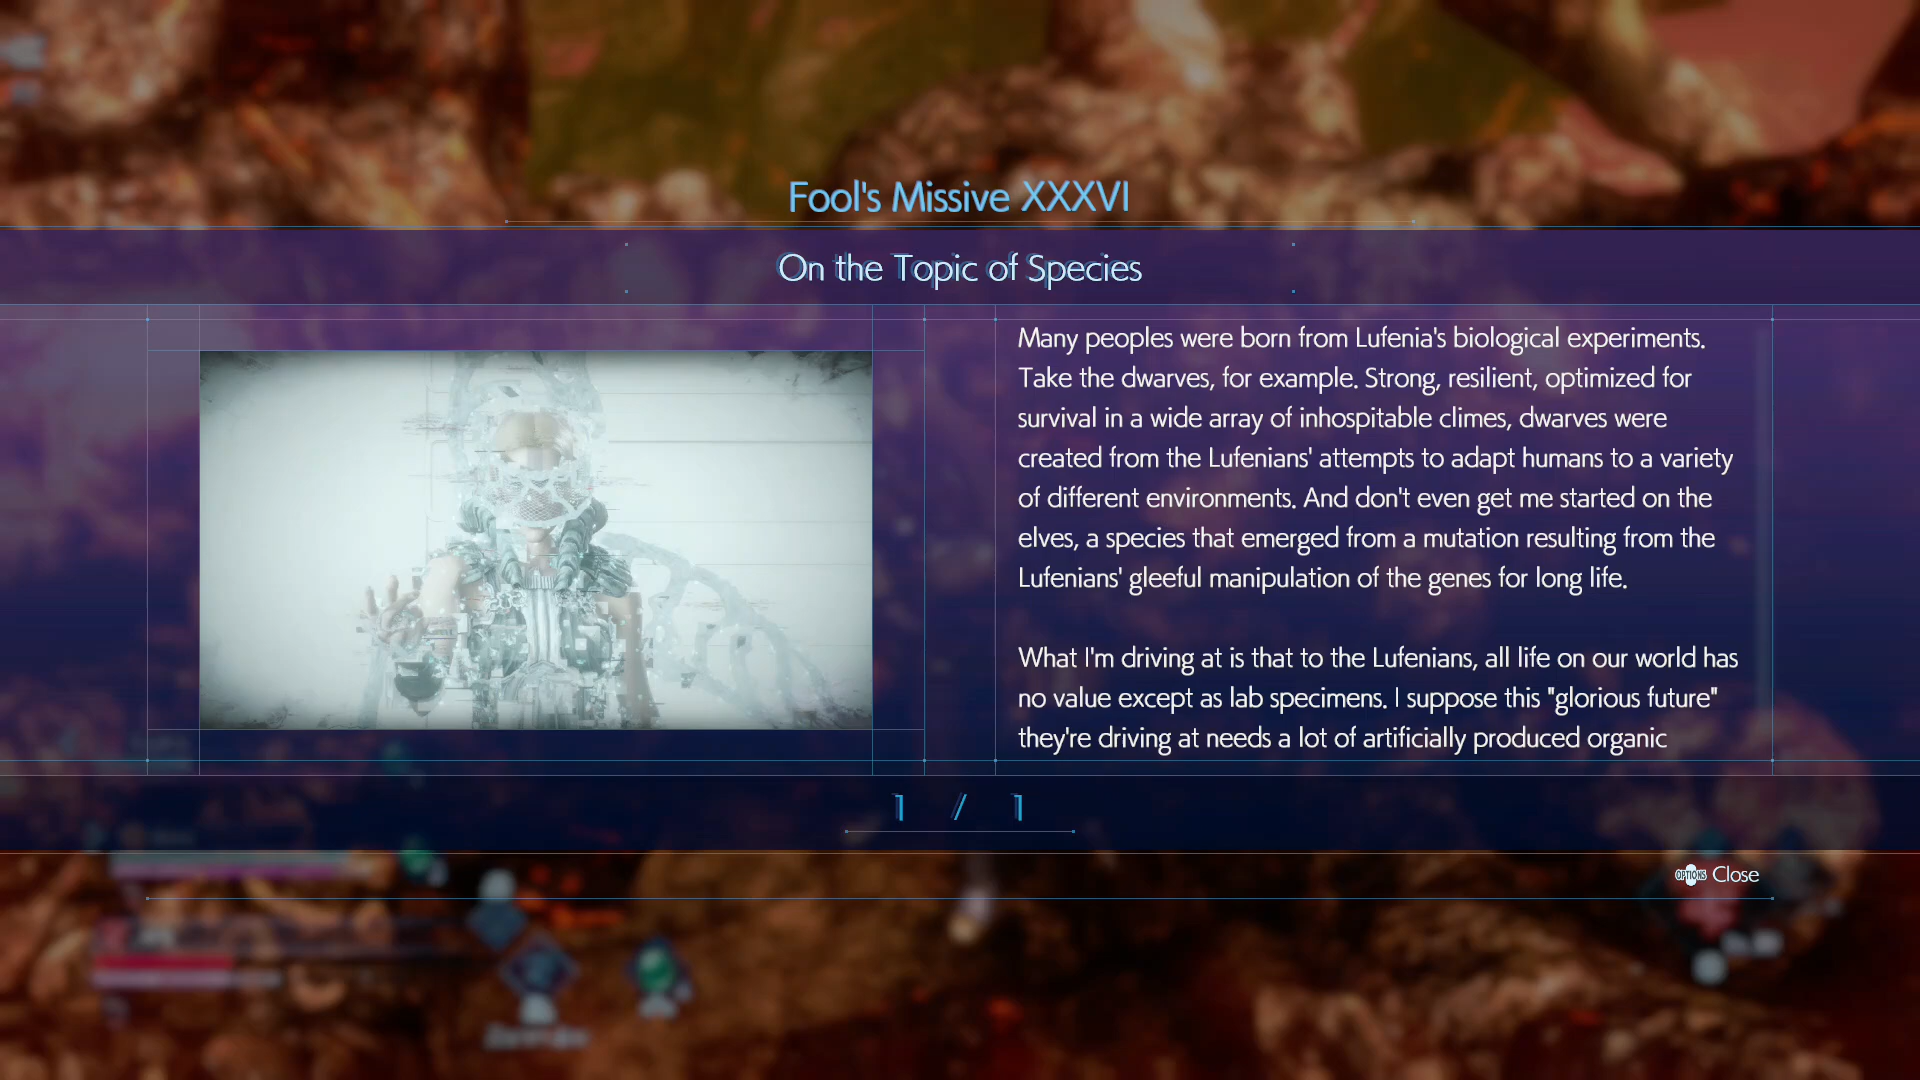 Fool's Missive XXXVI
On the Topic of Species
Many peoples were born from Lufenia's biological experiments.
Take the dwarves, for example. Strong, resilient, optimized for
survival in a wide array of inhospitable climes, dwarves were
created from the Lufenians' attempts to adapt humans to a variety
of different environments. And don't even get me started on the
elves, a species that emerged from a mutation resulting from the
Lufenians' gleeful manipulation of the genes for long life.
What I'm driving at is that to the Lufenians, all life on our world has
no value except as lab specimens. I suppose this "glorious future"
they're driving at needs a lot of artificially produced organic
1 / 1
OPTIONS Close